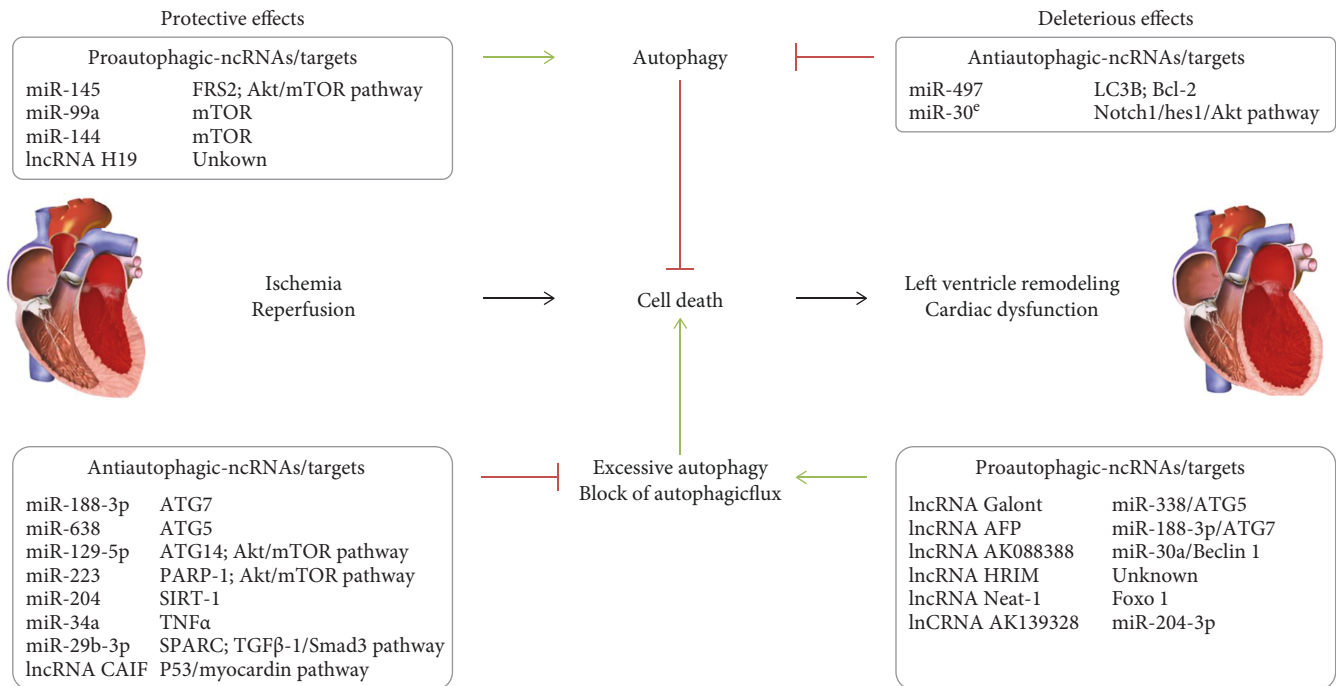 Protective effects
Proautophagic-ncRNAs/targets
miR-145 FRS2; Akt/mTOR pathway
miR-99a mTOR
miR-144 mTOR
lncRNA H19 Unkown
Autophagy
Deleterious effects
Antiautophagic-ncRNAs/targets
miR-497 LC3B; Bcl-2
miR-30e Notch1/hes1/Akt pathway
Ischemia
Reperfusion
Cell death
Left ventricle remodeling
Cardiac dysfunction
Antiautophagic-ncRNAs/targets
miR-188-3p ATG7
miR-638 ATG5
miR-129-5p ATG14; Akt/mTOR pathway
miR-223 PARP-1; Akt/mTOR pathway
miR-204 SIRT-1
miR-34a TNFα
miR-29b-3p SPARC; TGFβ-1/Smad3 pathway
lncRNA CAIF P53/myocardin pathway
Excessive autophagy
Block of autophagicflux
Proautophagic-ncRNAs/targets
lncRNA Galont miR-338/ATG5
lncRNA AFP miR-188-3p/ATG7
lncRNA AK088388 miR-30a/Beclin 1
lncRNA HRIM Unknown
lncRNA Neat-1 Foxo 1
lnCRNA AK139328 miR-204-3p